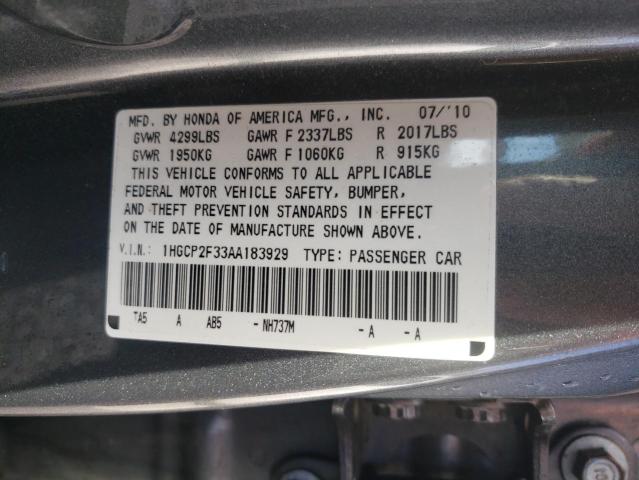 MFD. BY HONDA OF AMERICA MFG., INC. 07/'10
GVWR 4299LBS GAWR F 2337LBS R 2017LBS
GVWR 1950KG GAWR F 1060KG R 915KG
THIS VEHICLE CONFORMS TO ALL APPLICABLE
FEDERAL MOTOR VEHICLE SAFETY, BUMPER,
AND THEFT PREVENTION STANDARDS IN EFFECT
ON THE DATE OF MANUFACTURE SHOWN ABOVE.
V.I.N.: 1HGCP2F33AA183929 TYPE: PASSENGER CAR
TA5 A AB5 - NH737M - A - A